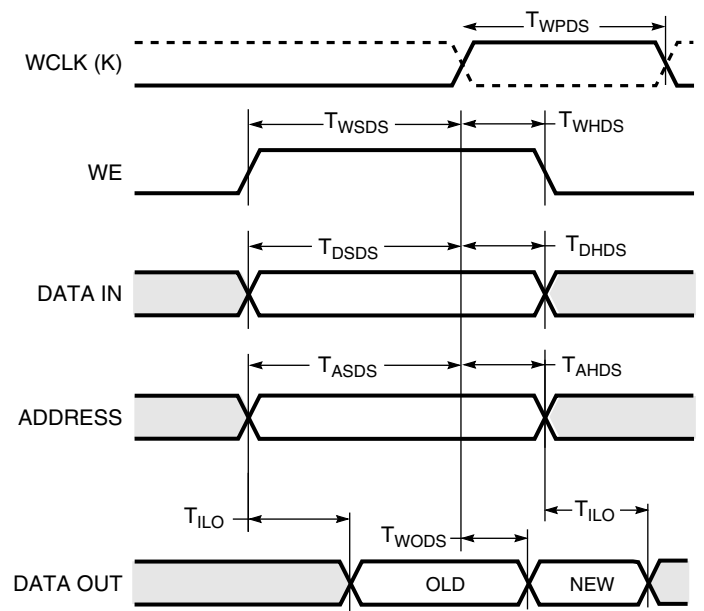 T_WPDS
WCLK (K)
T_WSDS T_WHDS
WE
T_DSDS T_DHDS
DATA IN
T_ASDS T_AHDS
ADDRESS
T_ILO T_ILO
T_WODS
DATA OUT OLD NEW